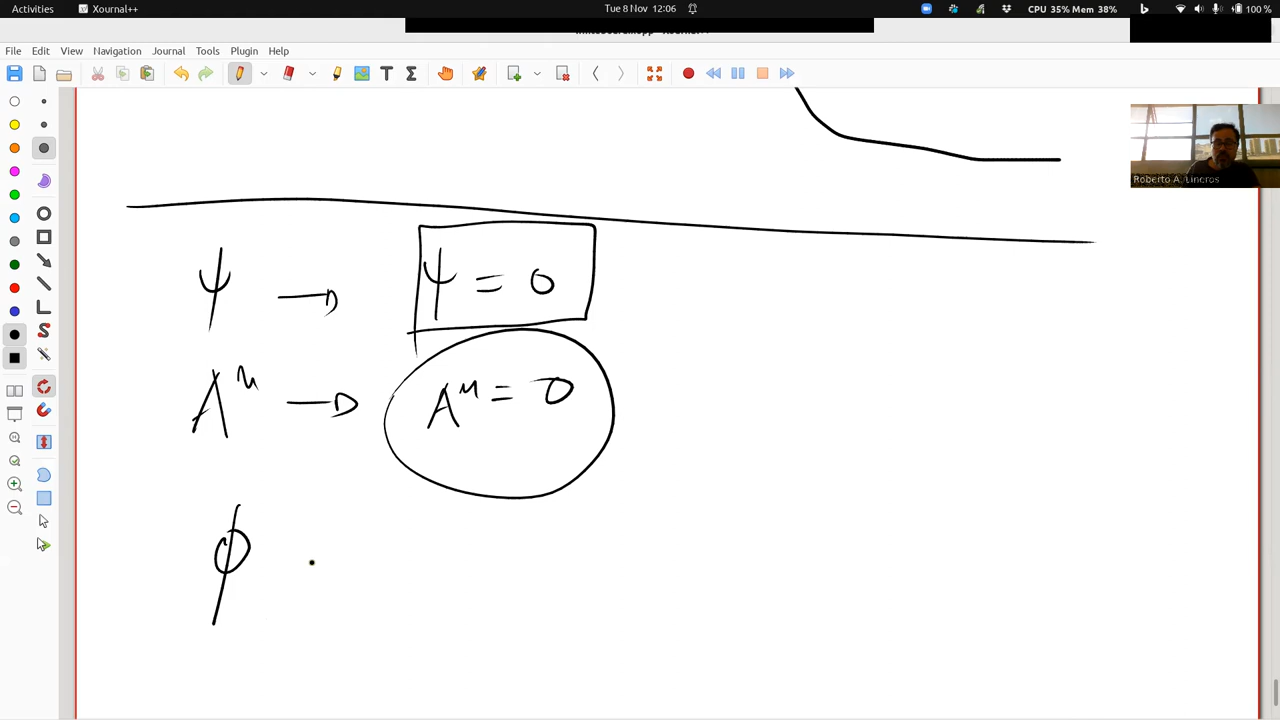 Activities
Xournal++
Tue 8 Nov 12:06
CPU 35% Mem 38%
100 %
File Edit View Navigation Journal Tools Plugin Help
Roberto A. Lineros
ψ → ψ = 0
A^μ → A^μ = 0
ϕ